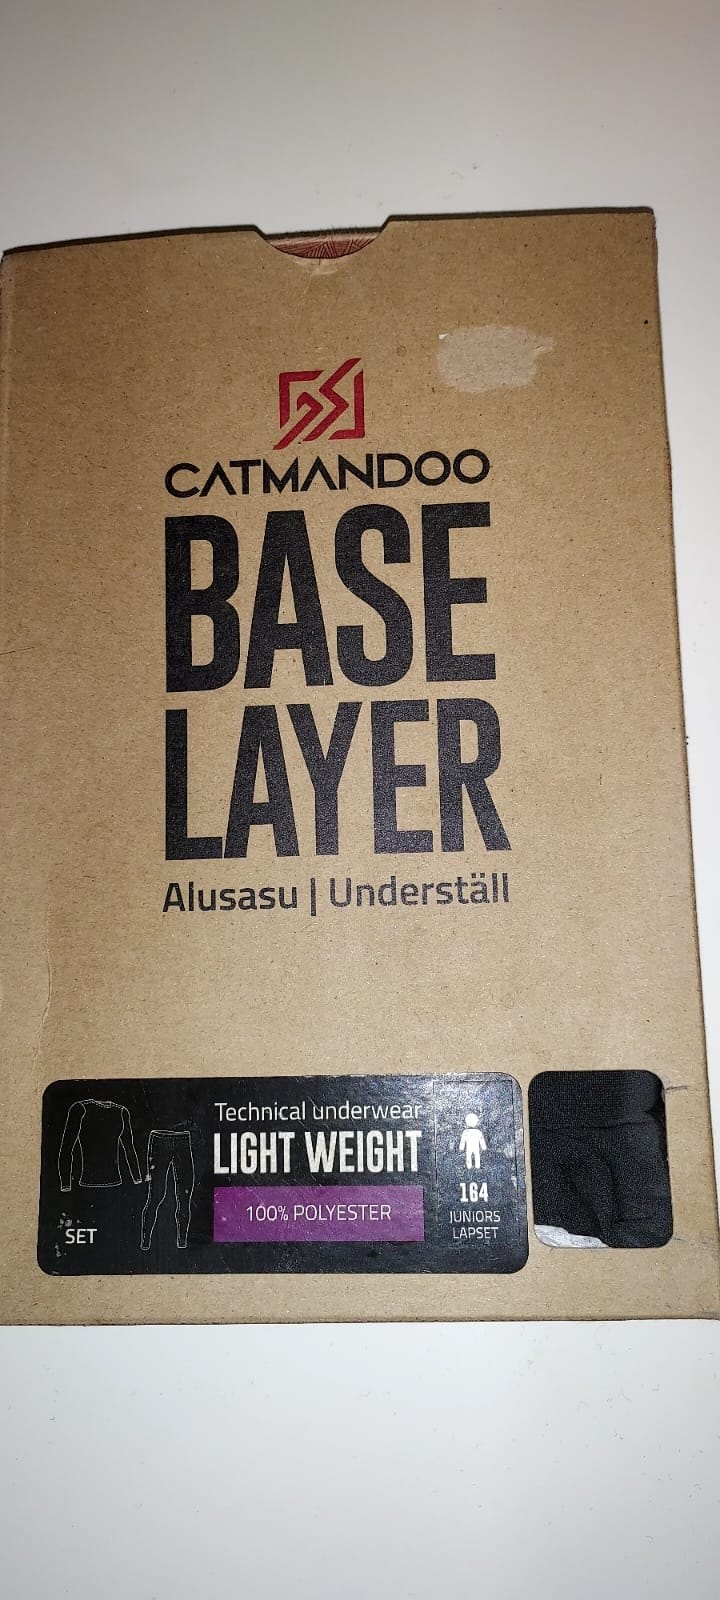 CATMANDOO
BASE
LAYER
Alusasu | Underställ
Technical underwear
LIGHT WEIGHT
100% POLYESTER
SET
164
JUNIORS
LAPSET